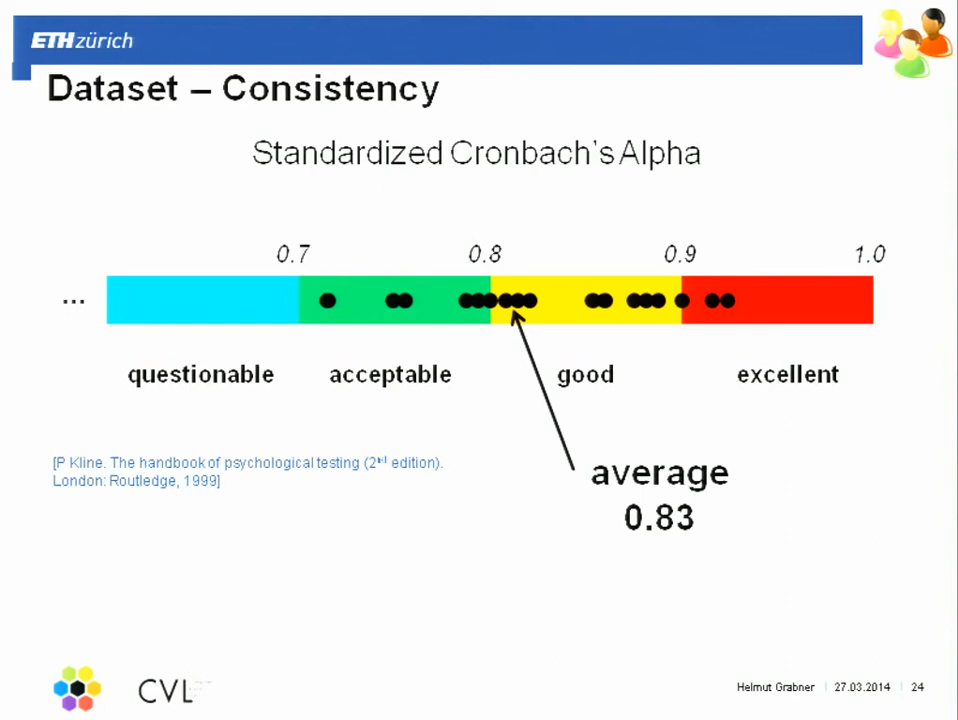 ETH zürich
Dataset – Consistency
Standardized Cronbach's Alpha
0.7 0.8 0.9 1.0
...
questionable acceptable good excellent
[P Kline. The handbook of psychological testing (2nd edition).
London: Routledge, 1999]
average
0.83
CVL
Helmut Grabner | 27.03.2014 | 24